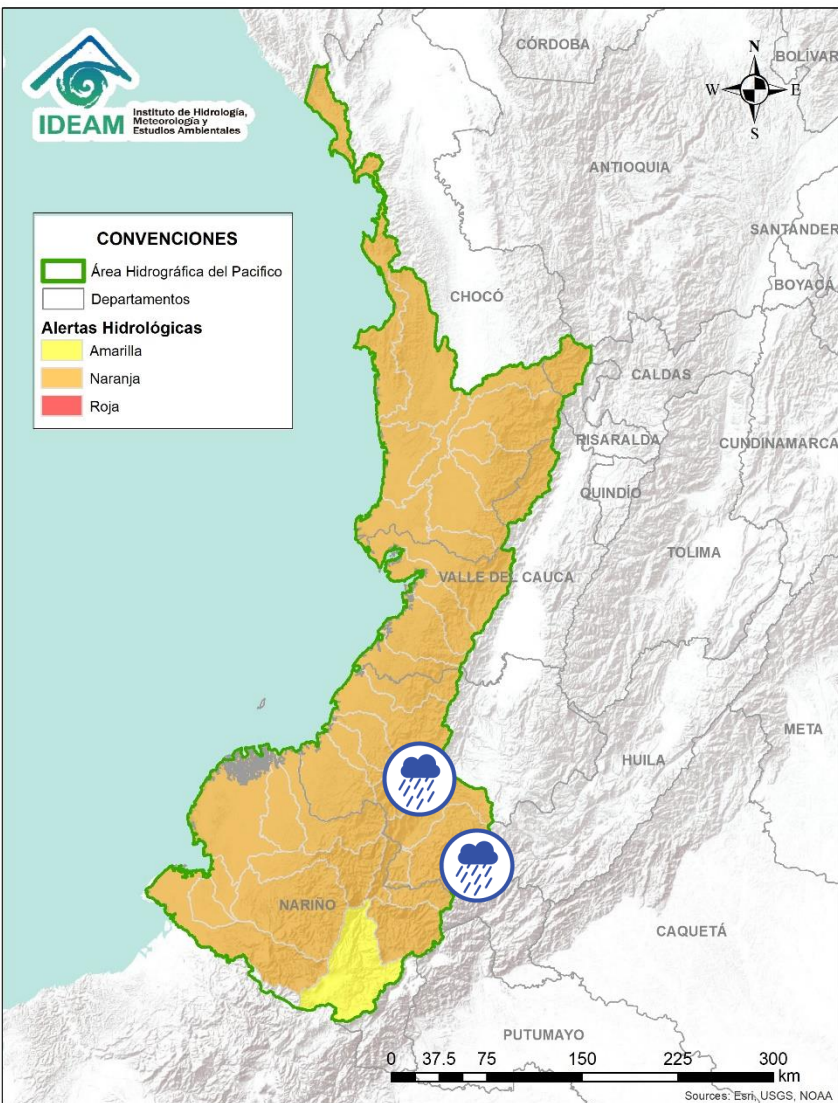 IDEAM
Instituto de Hidrología,
Meteorología y
Estudios Ambientales
CÓRDOBA
BOLÍVAR
N
W
E
S
ANTIOQUIA
SANTANDER
BOYACÁ
CONVENCIONES
Área Hidrográfica del Pacifico
Departamentos
Alertas Hidrológicas
Amarilla
Naranja
Roja
CHOCÓ
CALDAS
RISARALDA
CUNDINAMARCA
QUINDÍO
TOLIMA
VALLE DEL CAUCA
META
HUILA
NARIÑO
CAQUETÁ
PUTUMAYO
0 37.5 75 150 225 300
km
Sources: Esri, USGS, NOAA